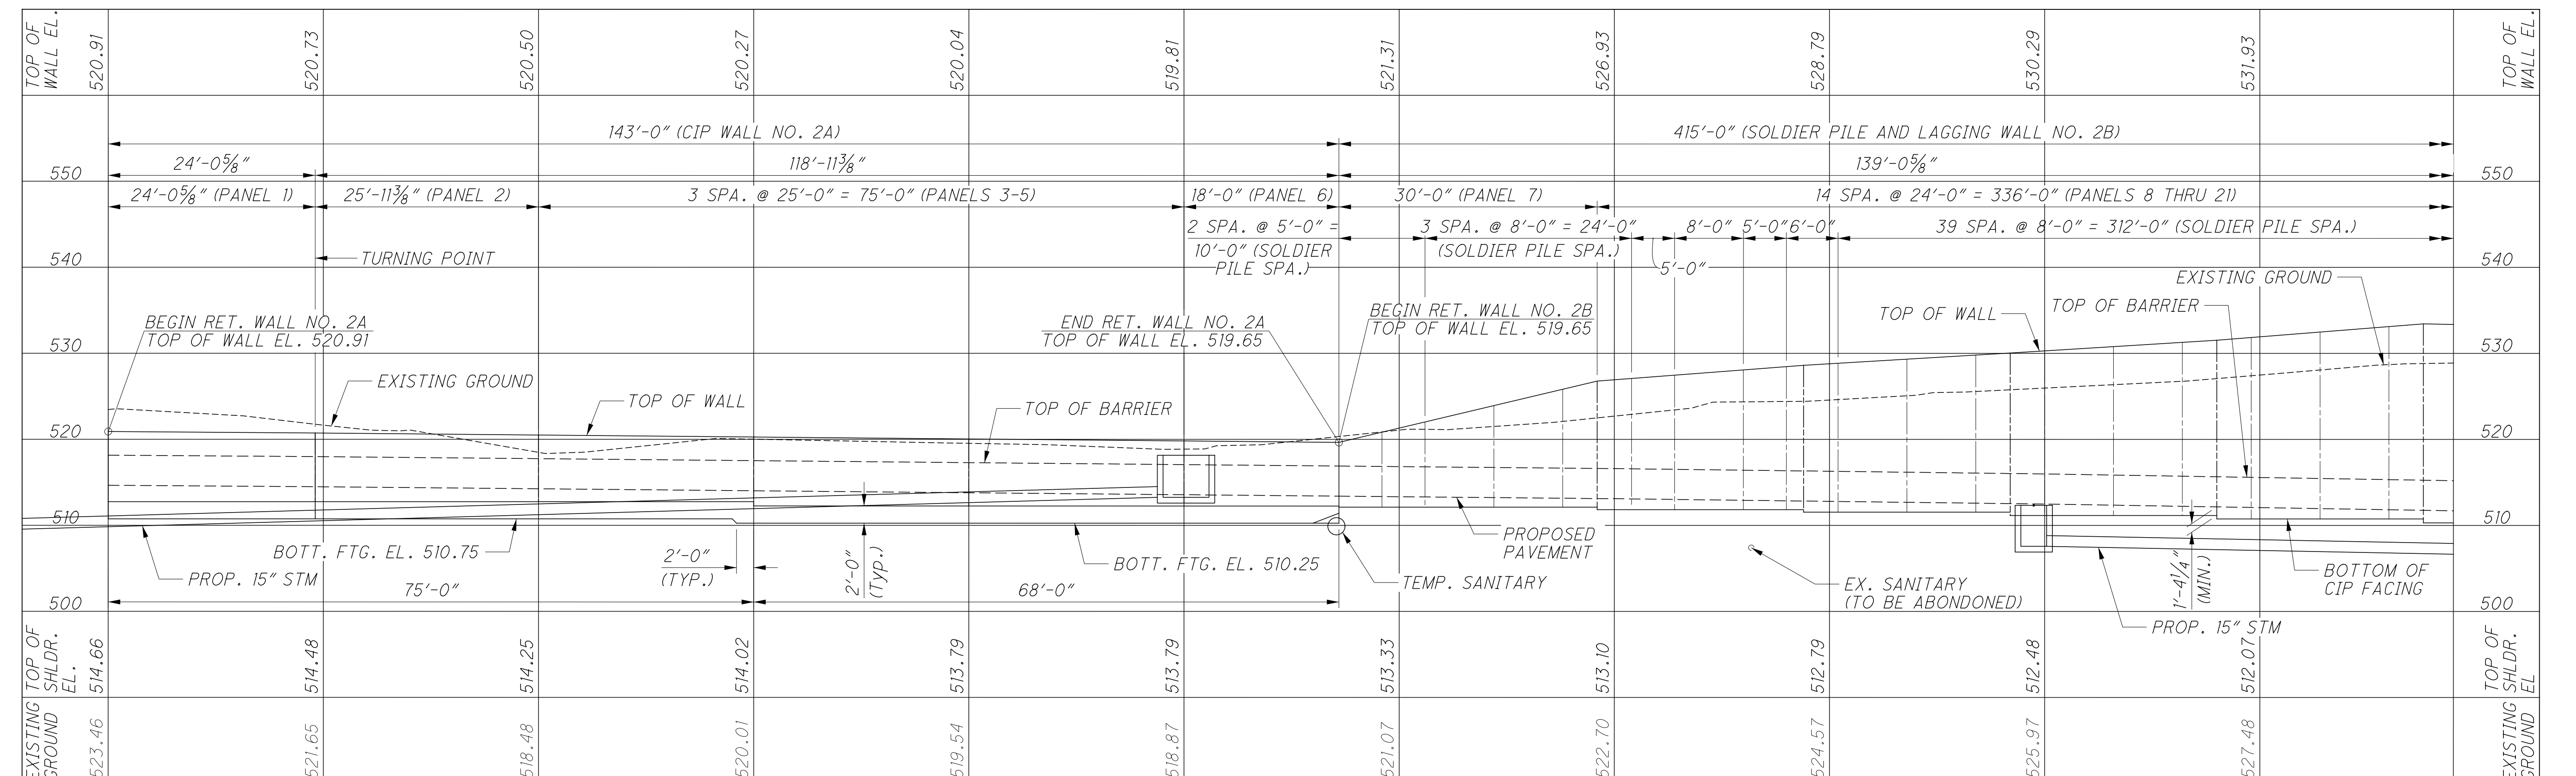 TOP OF
WALL EL.
520.91
520.73
520.50
520.27
520.04
519.81
521.31
526.93
528.79
530.29
531.93
TOP OF
WALL EL.
143'-0" (CIP WALL NO. 2A)
415'-0" (SOLDIER PILE AND LAGGING WALL NO. 2B)
24'-0⅝"
118'-11⅜"
139'-0⅝"
550
550
24'-0⅝" (PANEL 1)
25'-11⅜" (PANEL 2)
3 SPA. @ 25'-0" = 75'-0" (PANELS 3-5)
18'-0" (PANEL 6)
30'-0" (PANEL 7)
14 SPA. @ 24'-0" = 336'-0" (PANELS 8 THRU 21)
2 SPA. @ 5'-0" =
10'-0" (SOLDIER
PILE SPA.)
3 SPA. @ 8'-0" = 24'-0"
(SOLDIER PILE SPA.)
5'-0"
8'-0"
5'-0"
6'-0"
39 SPA. @ 8'-0" = 312'-0" (SOLDIER PILE SPA.)
540
TURNING POINT
540
EXISTING GROUND
TOP OF BARRIER
TOP OF WALL
BEGIN RET. WALL NO. 2A
TOP OF WALL EL. 520.91
END RET. WALL NO. 2A
TOP OF WALL EL. 519.65
BEGIN RET. WALL NO. 2B
TOP OF WALL EL. 519.65
530
530
EXISTING GROUND
TOP OF WALL
TOP OF BARRIER
520
520
510
510
BOTT. FTG. EL. 510.75
PROP. 15" STM
2'-0"
(TYP.)
2'-0"
(TYP.)
BOTT. FTG. EL. 510.25
PROPOSED
PAVEMENT
TEMP. SANITARY
EX. SANITARY
(TO BE ABONDONED)
1'-4¼"
(MIN.)
BOTTOM OF
CIP FACING
PROP. 15" STM
75'-0"
68'-0"
500
500
TOP OF
SHLDR.
EL.
514.66
514.48
514.25
514.02
513.79
513.79
513.33
513.10
512.79
512.48
512.07
TOP OF
SHLDR.
EL
EXISTING
GROUND
523.46
521.65
518.48
520.01
519.54
518.87
521.07
522.70
524.57
525.97
527.48
EXISTING
GROUND